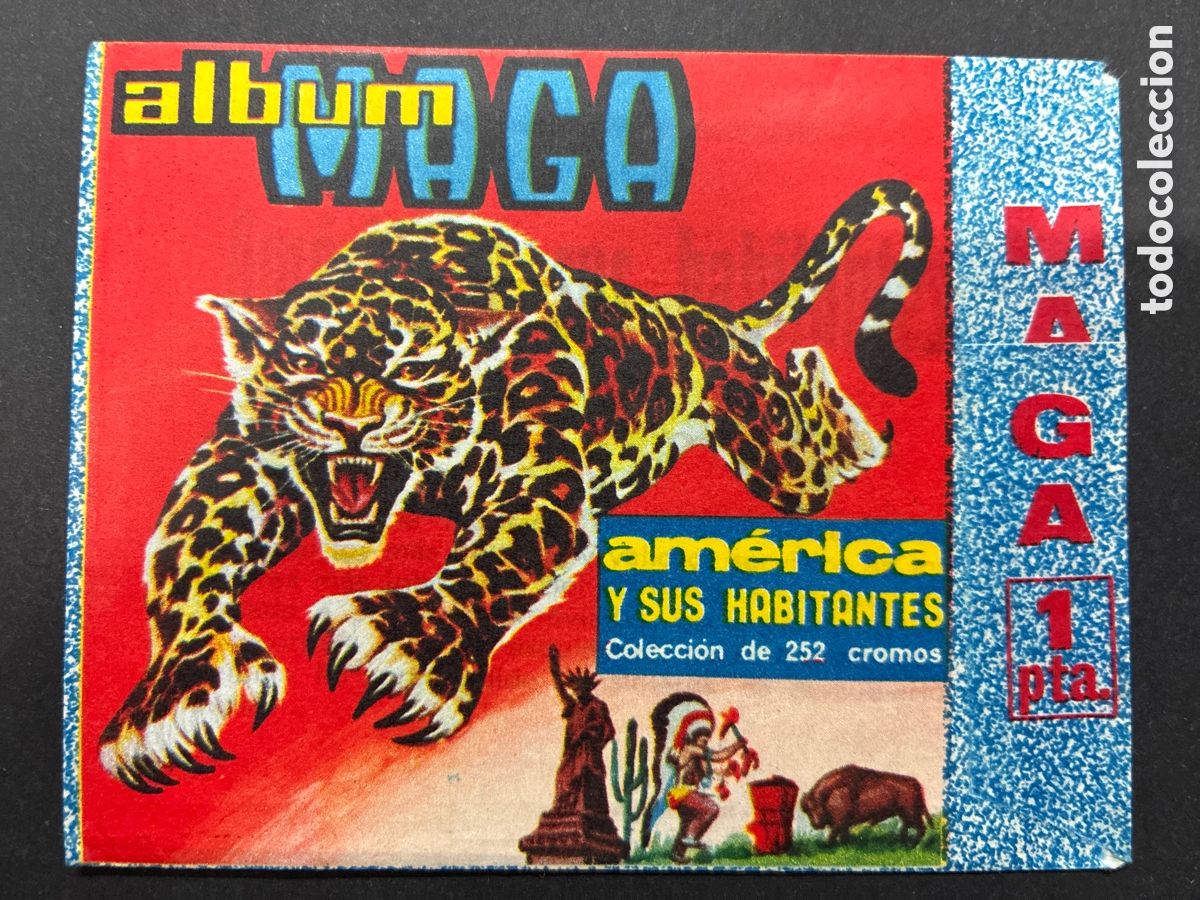 album MAGA
américa
Y SUS HABITANTES
Colección de 252 cromos
MAGA
1
pta.
todocoleccion